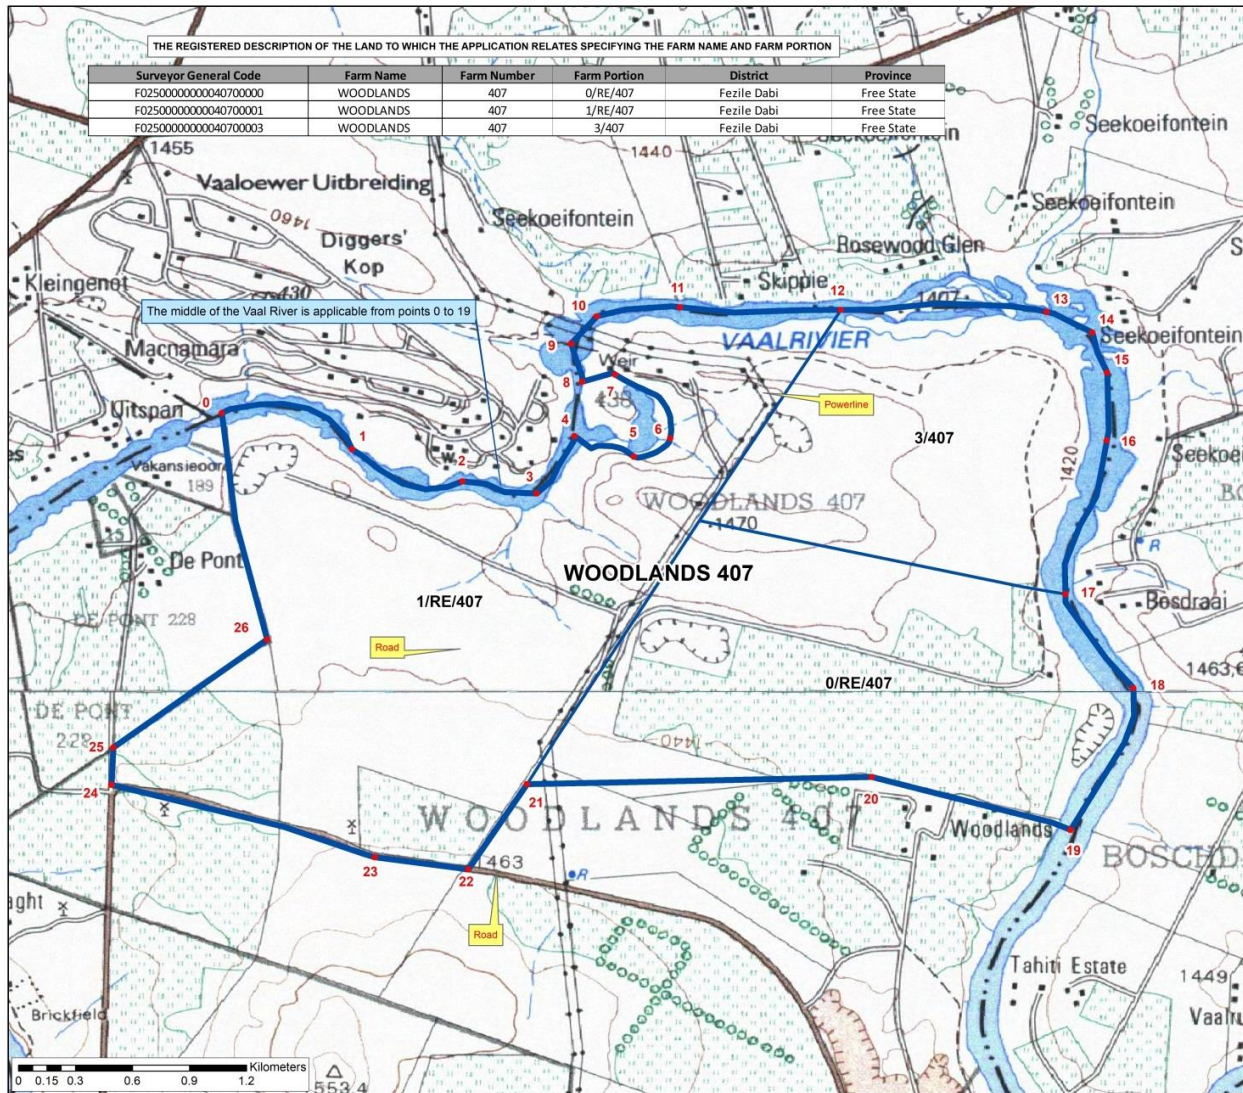 THE REGISTERED DESCRIPTION OF THE LAND TO WHICH THE APPLICATION RELATES SPECIFYING THE FARM NAME AND FARM PORTION
Surveyor General Code Farm Name Farm Number Farm Portion District Province
F02500000000040700000 WOODLANDS 407 0/RE/407 Fezile Dabi Free State
F02500000000040700001 WOODLANDS 407 1/RE/407 Fezile Dabi Free State
F02500000000040700003 WOODLANDS 407 3/407 Fezile Dabi Free State
Seekoeifontein
Seekoeifontein
1455
1440
Vaaloewer Uitbreiding
Seekoeifontein
Seekoeifontein
1460
Diggers'
Kop
Rosewood Glen
Kleingenot
430
Skippie
1407
The middle of the Vaal River is applicable from points 0 to 19
10
11
12
13
14
VAALRIVIER
Seekoeifontein
Macnamara
9
Weir
15
8
7
438
Uitspan
0
Powerline
4
3/407
16
1
5
6
Vakansieoord
189
W
2
3
1420
WOODLANDS 407
1470
15
De Pont
R
WOODLANDS 407
17
Bosdraai
1/RE/407
DE PONT 228
26
Road
1463,6
0/RE/407
18
DE PONT
228
25
1440
24
21
20
WOODLANDS 407
Woodlands
19
23
22
1463
R
Road
Tahiti Estate
1449
Brickfield
Kilometers
0 0.15 0.3 0.6 0.9 1.2
553,4